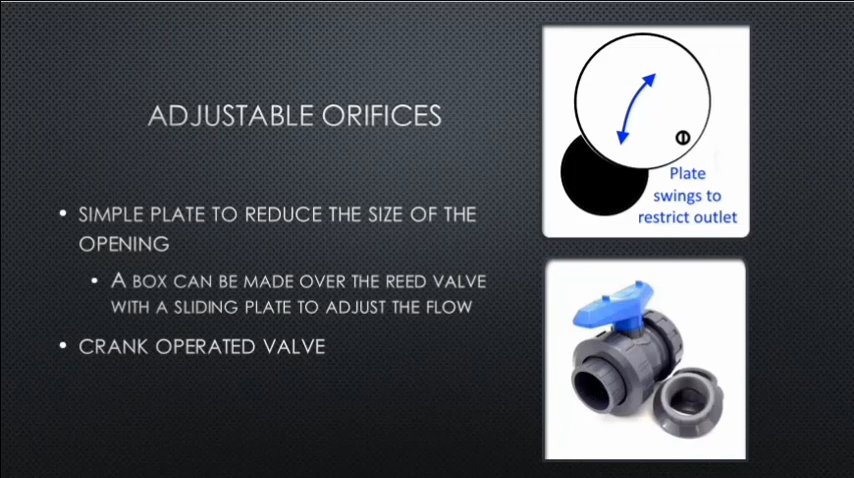 ADJUSTABLE ORIFICES
• SIMPLE PLATE TO REDUCE THE SIZE OF THE
OPENING
• A BOX CAN BE MADE OVER THE REED VALVE
WITH A SLIDING PLATE TO ADJUST THE FLOW
• CRANK OPERATED VALVE
Plate
swings to
restrict outlet